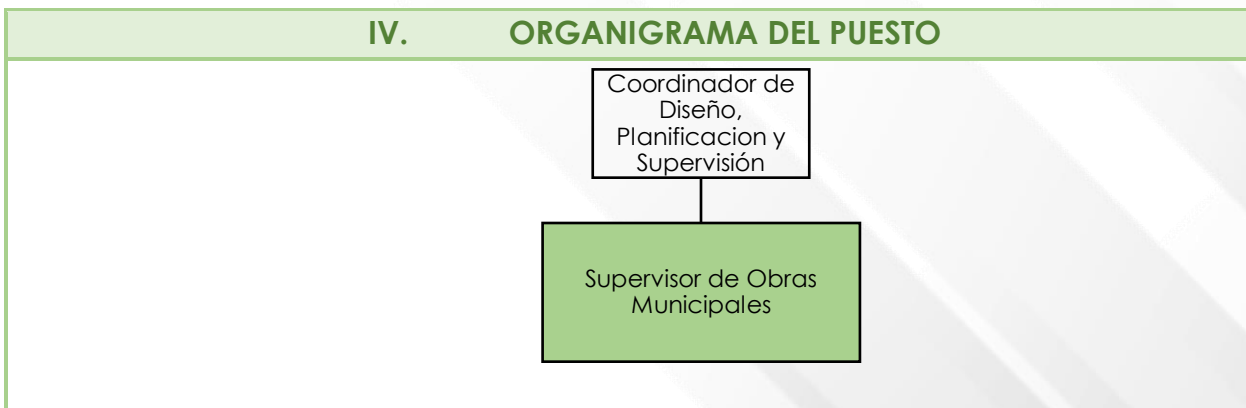 IV. ORGANIGRAMA DEL PUESTO
Coordinador de
Diseño,
Planificacion y
Supervisión
Supervisor de Obras
Municipales